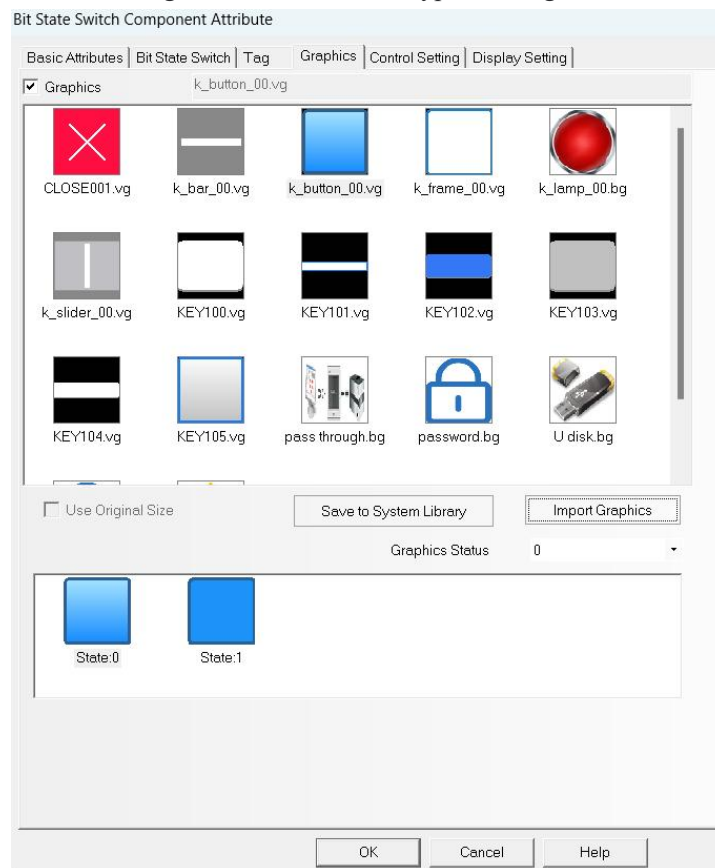 Bit State Switch Component Attribute
Basic Attributes Bit State Switch Tag Graphics Control Setting Display Setting
Graphics k_button_00.vg
CLOSE001.vg k_bar_00.vg k_button_00.vg k_frame_00.vg k_lamp_00.bg
k_slider_00.vg KEY100.vg KEY101.vg KEY102.vg KEY103.vg
KEY104.vg KEY105.vg pass through.bg password.bg U disk.bg
Use Original Size Save to System Library Import Graphics
Graphics Status 0
State:0 State:1
OK Cancel Help